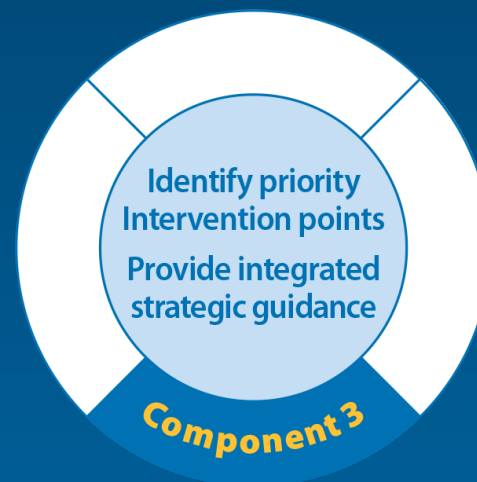 Identify priority
Intervention points
Provide integrated
strategic guidance
Component 3